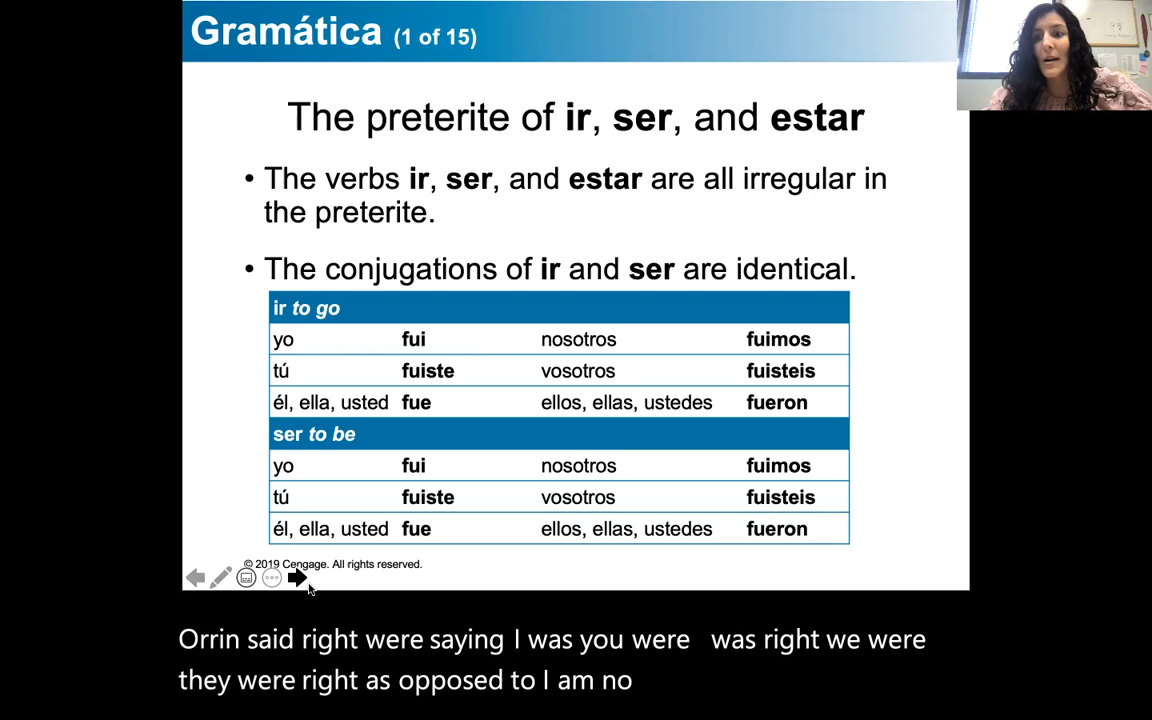 Gramática (1 of 15)
The preterite of ir, ser, and estar
• The verbs ir, ser, and estar are all irregular in
the preterite.
• The conjugations of ir and ser are identical.
ir to go
yo fui nosotros fuimos
tú fuiste vosotros fuisteis
él, ella, usted fue ellos, ellas, ustedes fueron
ser to be
yo fui nosotros fuimos
tú fuiste vosotros fuisteis
él, ella, usted fue ellos, ellas, ustedes fueron
© 2019 Cengage. All rights reserved.
Orrin said right were saying I was you were was right we were
they were right as opposed to I am no